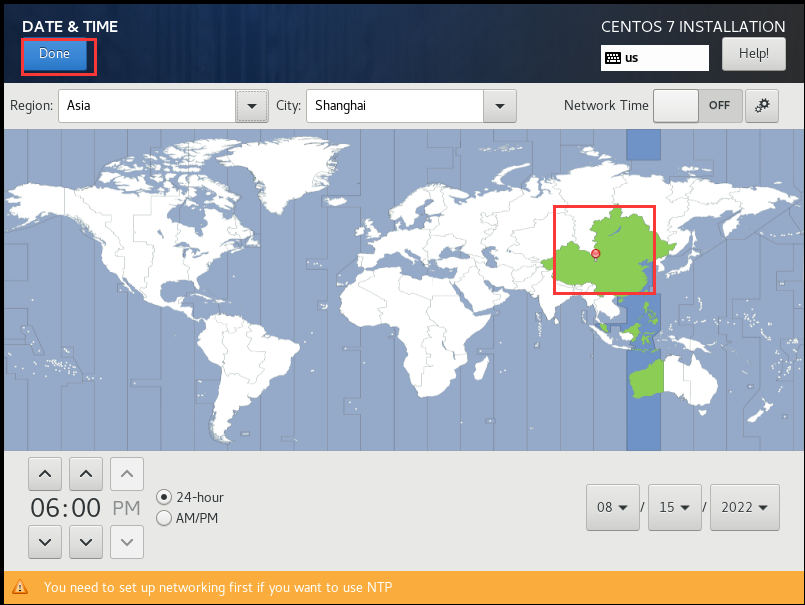 DATE & TIME
CENTOS 7 INSTALLATION
Done
us
Help!
Region:
Asia
City:
Shanghai
Network Time
OFF
06:00
PM
24-hour
AM/PM
08
/
15
/
2022
You need to set up networking first if you want to use NTP